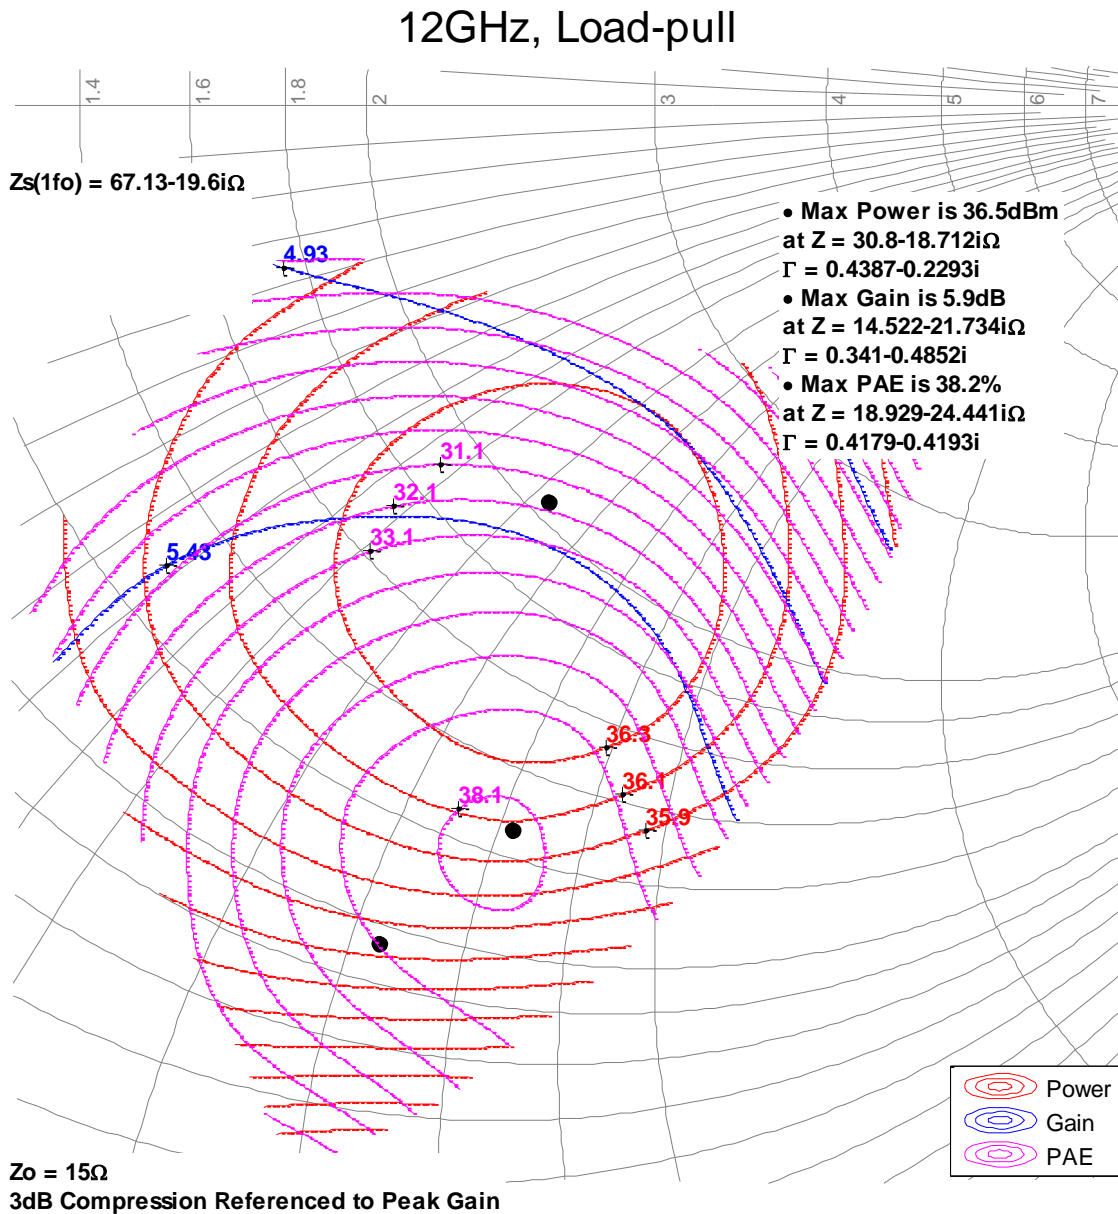 12GHz, Load-pull
1.4
1.6
1.8
2
3
4
5
6
7
Zs(1fo) = 67.13-19.6iΩ
• Max Power is 36.5dBm
at Z = 30.8-18.712iΩ
Γ = 0.4387-0.2293i
• Max Gain is 5.9dB
at Z = 14.522-21.734iΩ
Γ = 0.341-0.4852i
• Max PAE is 38.2%
at Z = 18.929-24.441iΩ
Γ = 0.4179-0.4193i
4.93
31.1
32.1
33.1
5.43
36.3
36.1
38.1
35.9
Power
Gain
PAE
Zo = 15Ω
3dB Compression Referenced to Peak Gain